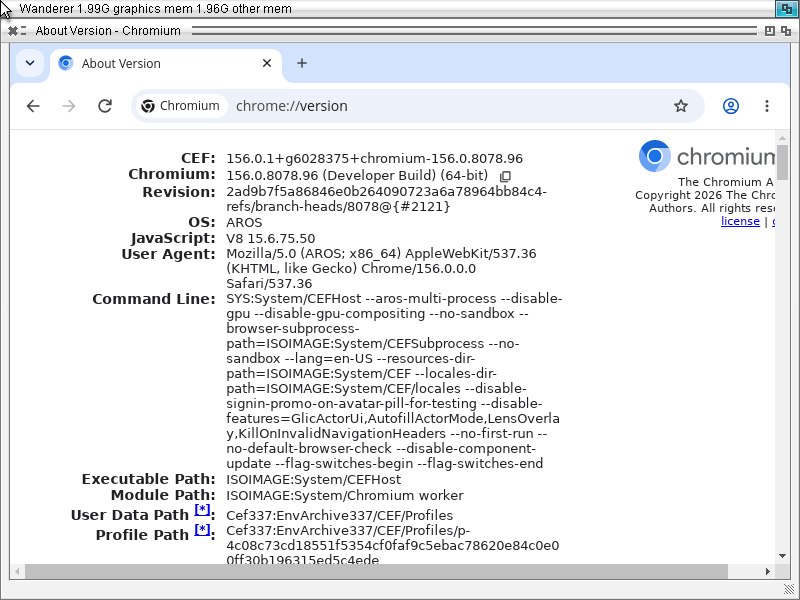 Wanderer 1.99G graphics mem 1.96G other mem
About Version - Chromium
About Version
Chromium
chrome://version
chromium
CEF: 156.0.1+g6028375+chromium-156.0.8078.96
Chromium: 156.0.8078.96 (Developer Build) (64-bit)
Revision: 2ad9b7f5a86846e0b264090723a6a78964bb84c4-
refs/branch-heads/8078@{#2121}
OS: AROS
JavaScript: V8 15.6.75.50
User Agent: Mozilla/5.0 (AROS; x86_64) AppleWebKit/537.36
(KHTML, like Gecko) Chrome/156.0.0.0
Safari/537.36
Command Line: SYS:System/CEFHost --aros-multi-process --disable-
gpu --disable-gpu-compositing --no-sandbox --
browser-subprocess-
path=ISOIMAGE:System/CEFSubprocess --no-
sandbox --lang=en-US --resources-dir-
path=ISOIMAGE:System/CEF --locales-dir-
path=ISOIMAGE:System/CEF/locales --disable-
signin-promo-on-avatar-pill-for-testing --disable-
features=GlicActorUi,AutofillActorMode,LensOverla
y,KillOnInvalidNavigationHeaders --no-first-run --
no-default-browser-check --disable-component-
update --flag-switches-begin --flag-switches-end
Executable Path: ISOIMAGE:System/CEFHost
Module Path: ISOIMAGE:System/Chromium worker
User Data Path [*]: Cef337:EnvArchive337/CEF/Profiles
Profile Path [*]: Cef337:EnvArchive337/CEF/Profiles/p-
4c08c73cd18551f5354cf0faf9c5ebac78620e84c0e0
0ff30b196315ed5c4ede
The Chromium A
Copyright 2026 The Chro
Authors. All rights rese
license |